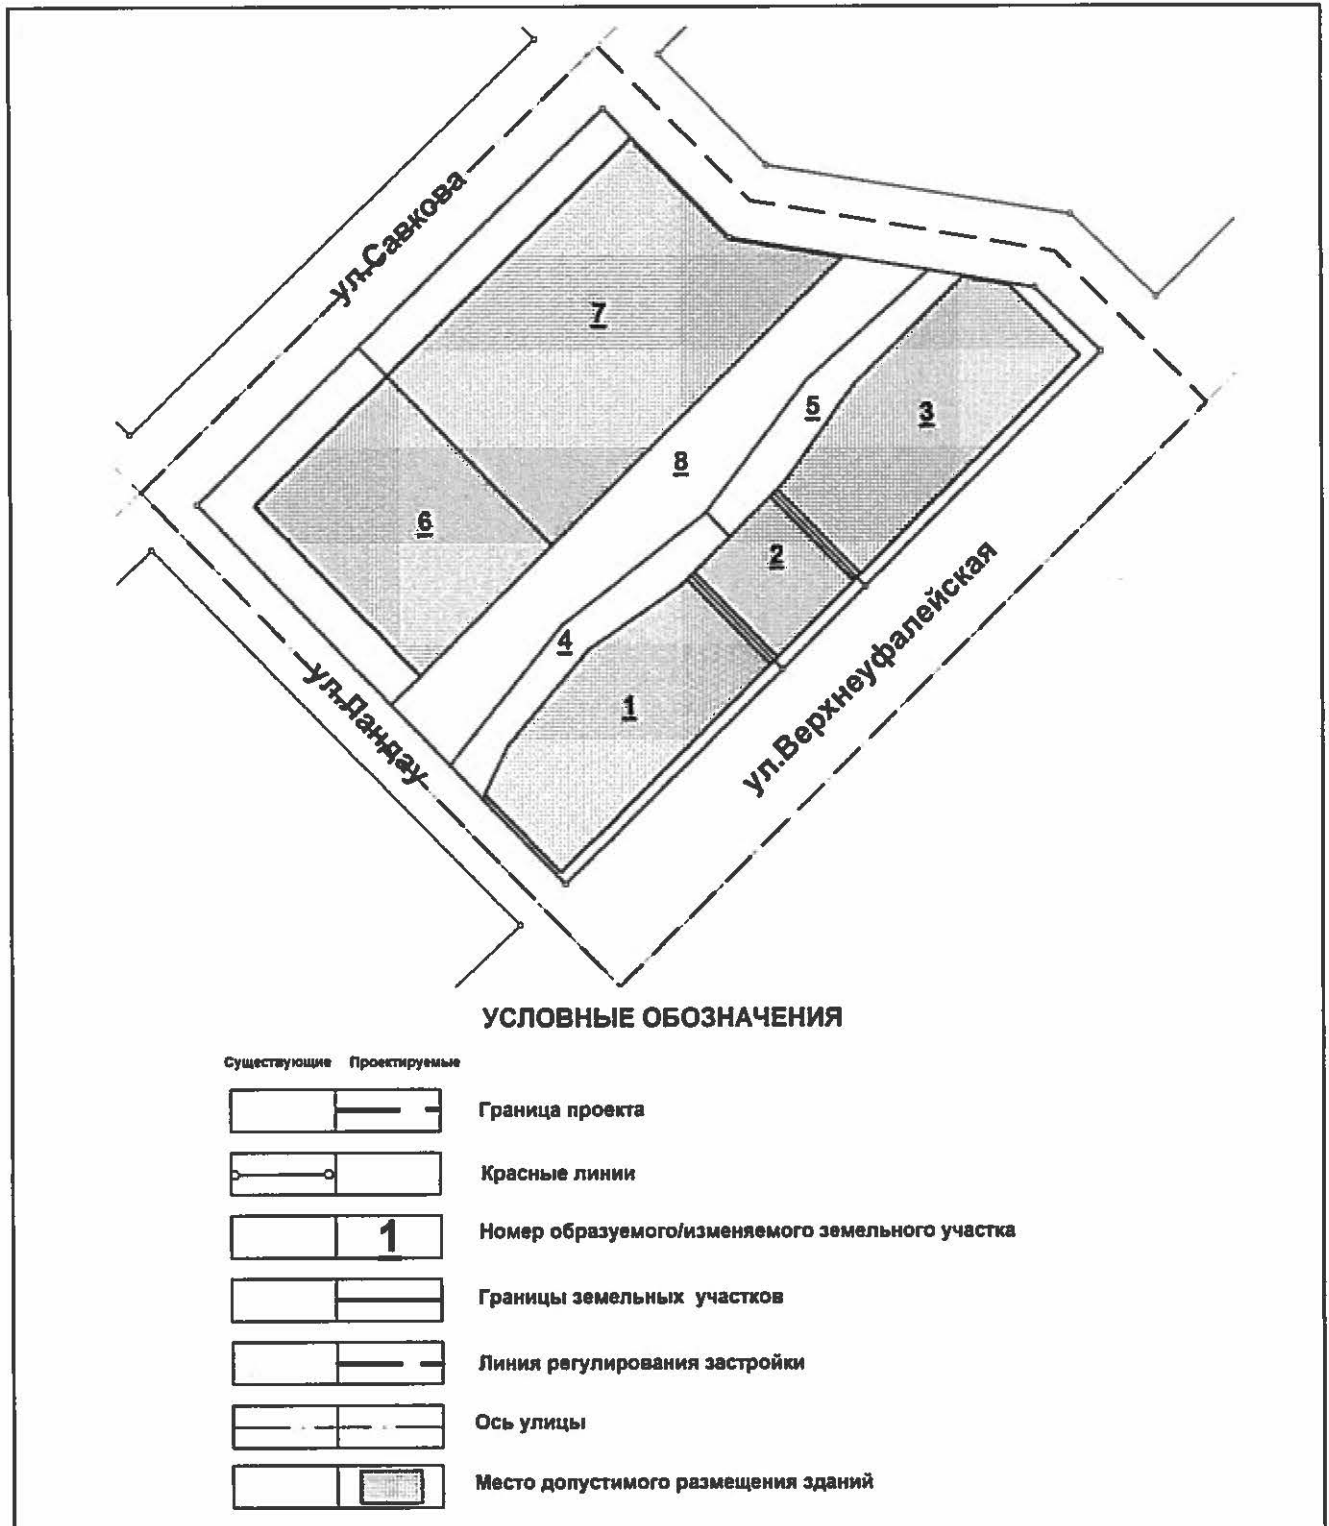 ул.Савкова
7
5
3
8
6
2
4
1
ул.Ландау
ул.Верхнеуфалейская
УСЛОВНЫЕ ОБОЗНАЧЕНИЯ
Существующие Проектируемые
Граница проекта
Красные линии
1 Номер образуемого/изменяемого земельного участка
Границы земельных участков
Линия регулирования застройки
Ось улицы
Место допустимого размещения зданий